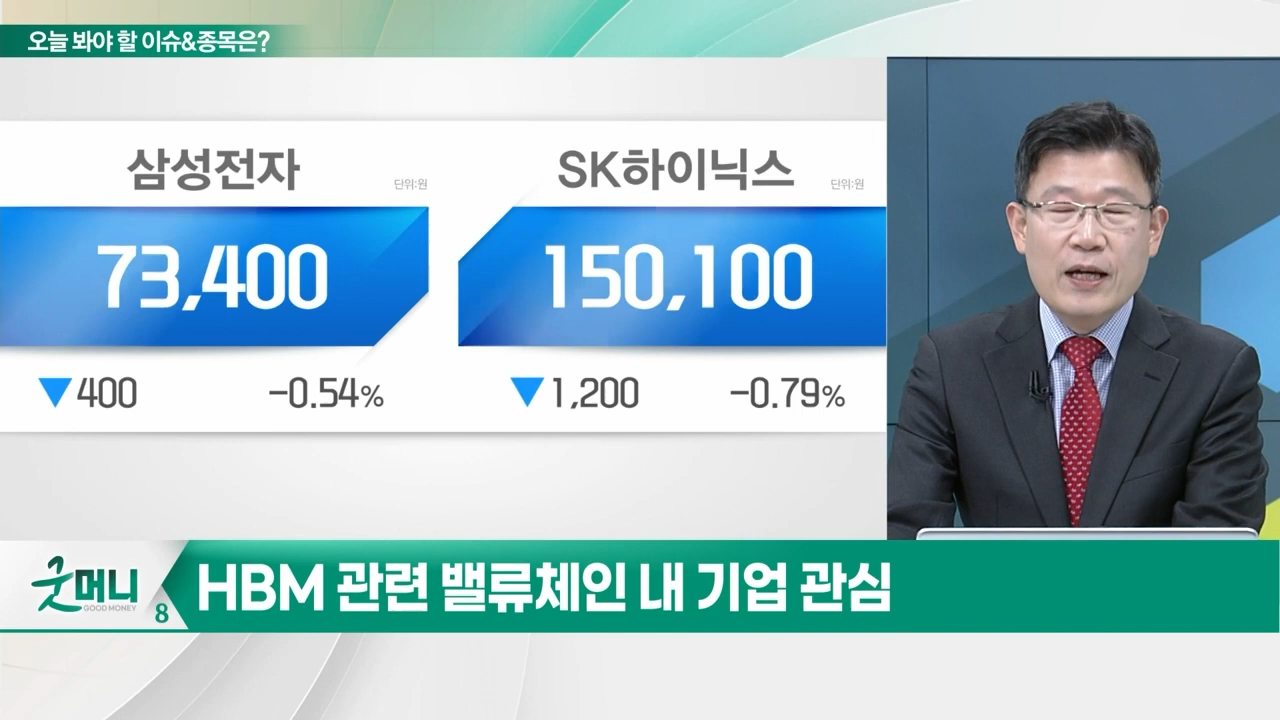 오늘 봐야 할 이슈&종목은?
삼성전자
단위:원
73,400
▼400 -0.54%
SK하이닉스
단위:원
150,100
▼1,200 -0.79%
굿머니
GOOD MONEY
8
HBM 관련 밸류체인 내 기업 관심